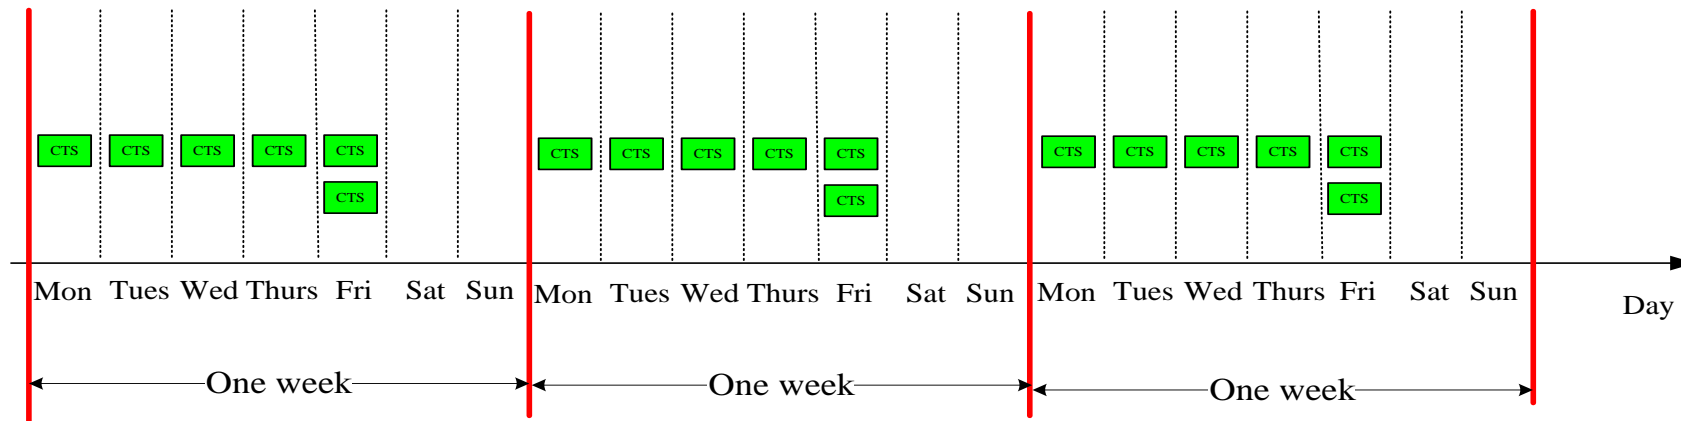 CTS CTS CTS CTS CTS CTS CTS CTS CTS CTS CTS CTS CTS CTS CTS
CTS CTS CTS
Mon Tues Wed Thurs Fri Sat Sun Mon Tues Wed Thurs Fri Sat Sun Mon Tues Wed Thurs Fri Sat Sun
Day
One week One week One week